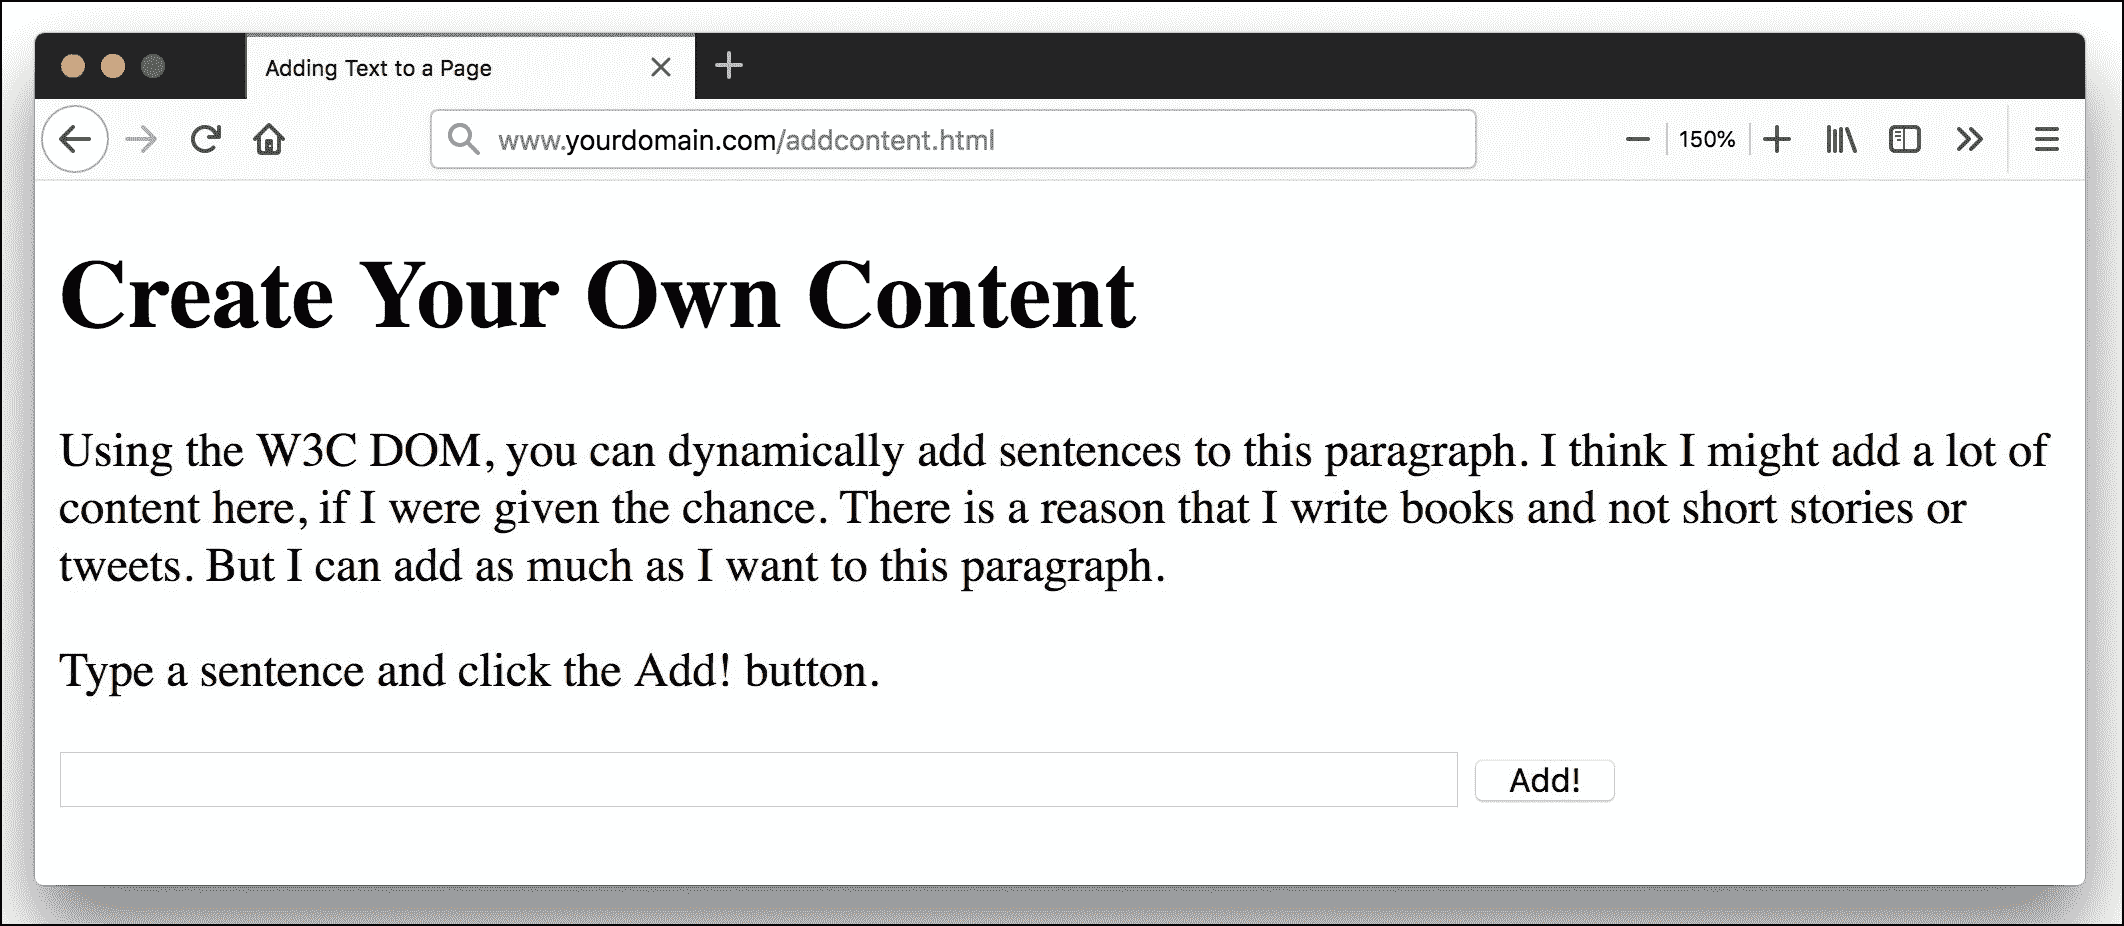 Adding Text to a Page
www.yourdomain.com/addcontent.html
150%
Create Your Own Content
Using the W3C DOM, you can dynamically add sentences to this paragraph. I think I might add a lot of
content here, if I were given the chance. There is a reason that I write books and not short stories or
tweets. But I can add as much as I want to this paragraph.
Type a sentence and click the Add! button.
Add!